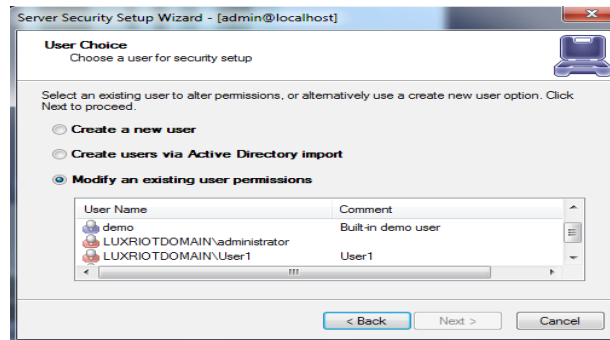 Server Security Setup Wizard - [admin@localhost]
User Choice
Choose a user for security setup
Select an existing user to alter permissions, or alternatively use a create new user option. Click
Next to proceed.
Create a new user
Create users via Active Directory import
Modify an existing user permissions
User Name Comment
demo Built-in demo user
LUXRIOTDOMAIN\administrator
LUXRIOTDOMAIN\User1 User1
< Back Next > Cancel